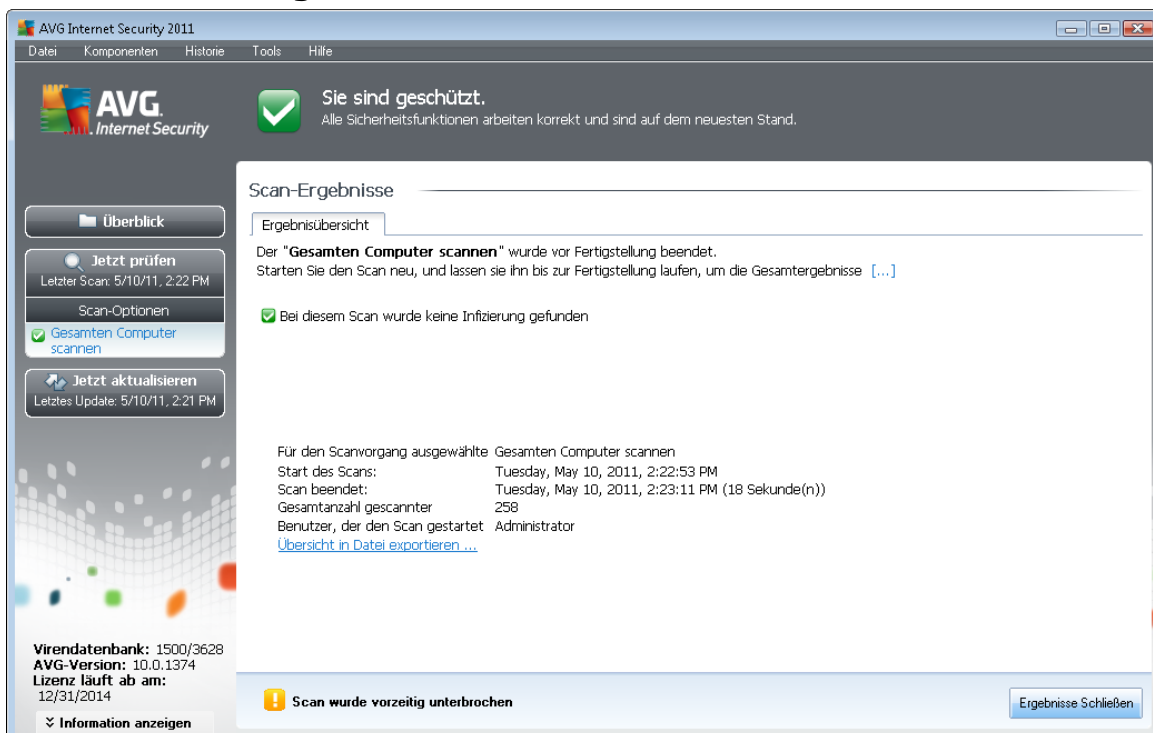 AVG Internet Security 2011
Datei Komponenten Historie Tools Hilfe
AVG.
Internet Security
Sie sind geschützt.
Alle Sicherheitsfunktionen arbeiten korrekt und sind auf dem neuesten Stand.
Überblick
Jetzt prüfen
Letzter Scan: 5/10/11, 2:22 PM
Scan-Optionen
Gesamten Computer
scannen
Jetzt aktualisieren
Letztes Update: 5/10/11, 2:21 PM
Virendatenbank: 1500/3628
AVG-Version: 10.0.1374
Lizenz läuft ab am:
12/31/2014
Information anzeigen
Scan-Ergebnisse
Ergebnisübersicht
Der "Gesamten Computer scannen" wurde vor Fertigstellung beendet.
Starten Sie den Scan neu, und lassen sie ihn bis zur Fertigstellung laufen, um die Gesamtergebnisse [...]
Bei diesem Scan wurde keine Infizierung gefunden
Für den Scanvorgang ausgewählte Gesamten Computer scannen
Start des Scans: Tuesday, May 10, 2011, 2:22:53 PM
Scan beendet: Tuesday, May 10, 2011, 2:23:11 PM (18 Sekunde(n))
Gesamtanzahl gescannter 258
Benutzer, der den Scan gestartet Administrator
Übersicht in Datei exportieren ...
Scan wurde vorzeitig unterbrochen
Ergebnisse Schließen